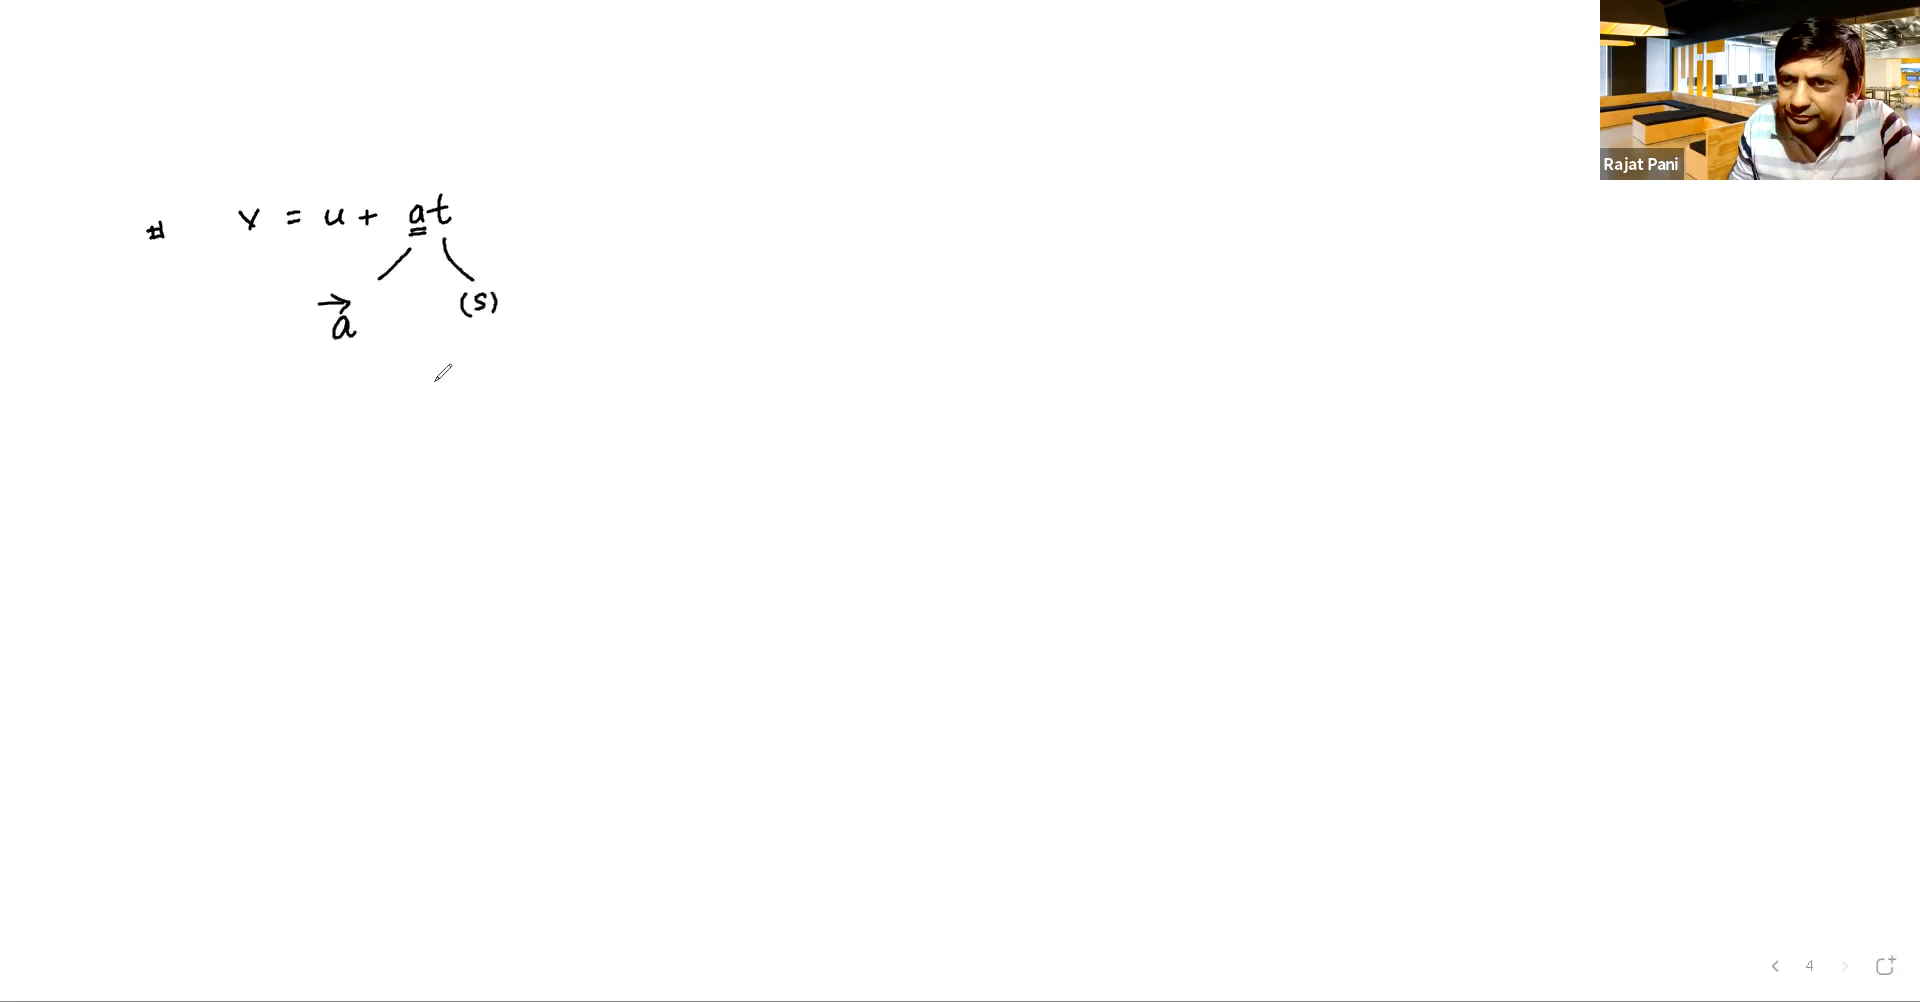 # v = u + at
→a (s)
Rajat Pani
4